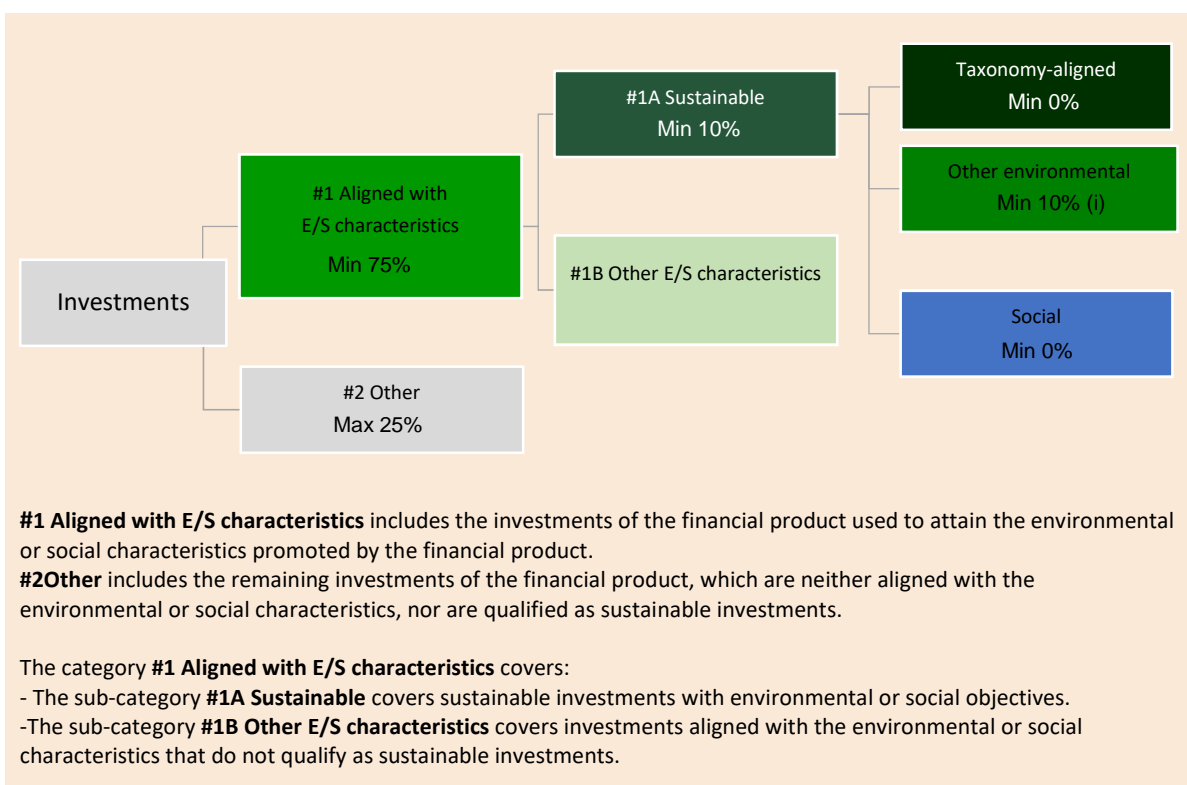 Investments
#1 Aligned with
E/S characteristics
Min 75%
#2 Other
Max 25%
#1A Sustainable
Min 10%
#1B Other E/S characteristics
Taxonomy-aligned
Min 0%
Other environmental
Min 10% (i)
Social
Min 0%
#1 Aligned with E/S characteristics includes the investments of the financial product used to attain the environmental
or social characteristics promoted by the financial product.
#2Other includes the remaining investments of the financial product, which are neither aligned with the
environmental or social characteristics, nor are qualified as sustainable investments.
The category #1 Aligned with E/S characteristics covers:
- The sub-category #1A Sustainable covers sustainable investments with environmental or social objectives.
-The sub-category #1B Other E/S characteristics covers investments aligned with the environmental or social
characteristics that do not qualify as sustainable investments.